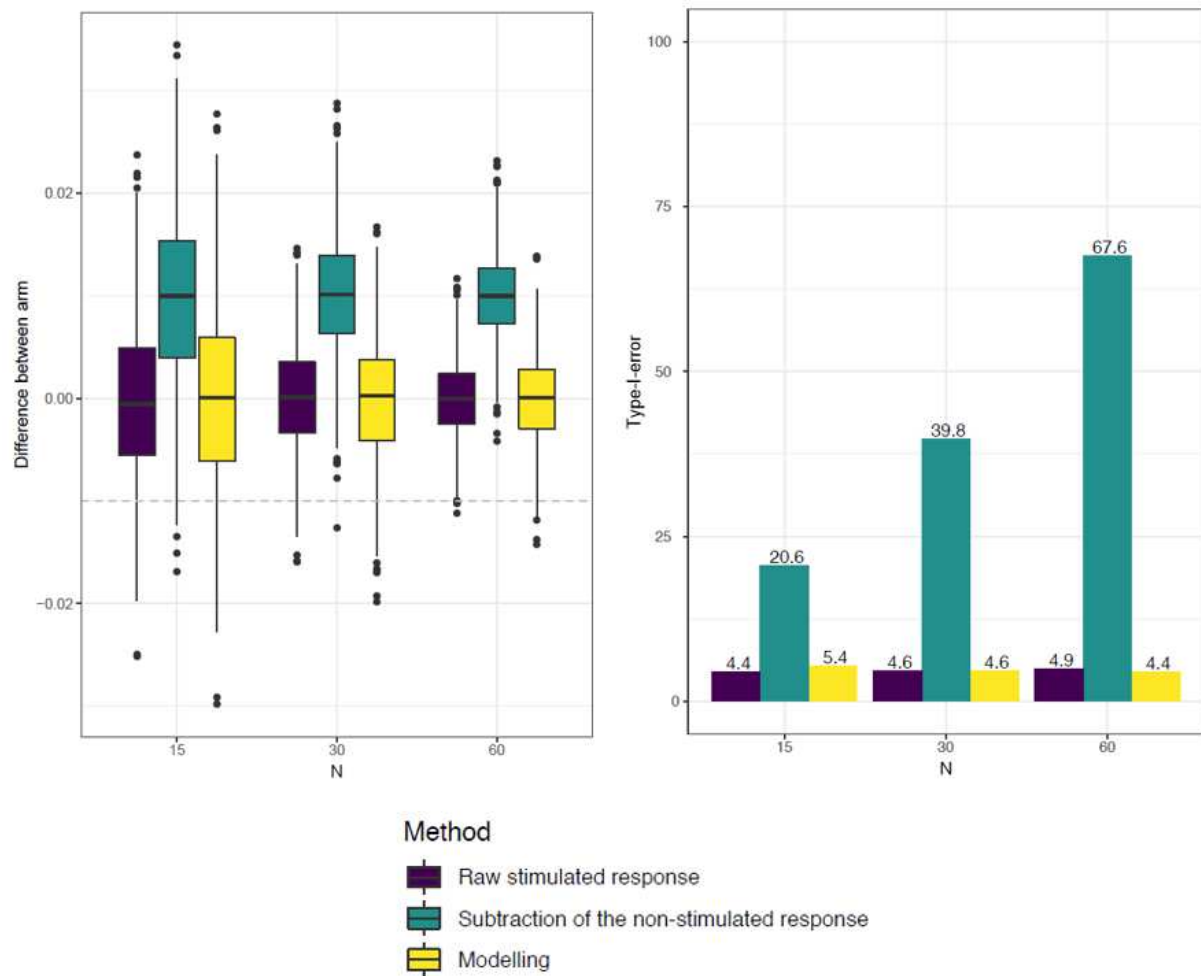 Difference between arm
0.02
0.00
−0.02
15
30
60
N
Type-I-error
100
75
50
25
0
4.4
20.6
5.4
4.6
39.8
4.6
4.9
67.6
4.4
15
30
60
N
Method
Raw stimulated response
Subtraction of the non-stimulated response
Modelling